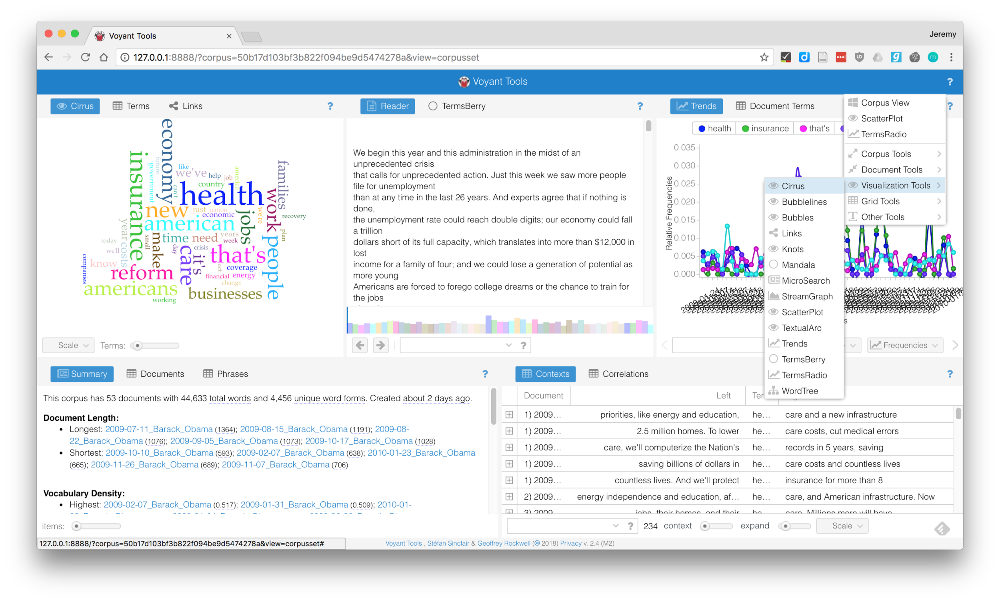 Voyant Tools
Jeremy
127.0.0.1:8888/?corpus=50b17d103bf3b822f094be9d5474278a&view=corpusset
Voyant Tools
?
Cirrus
Terms
Links
?
economy
insurance
government
future
like
we've
help
job
america
families
country
can't
health
work
new
just
nation
economic
jobs
we're
recovery
american
year
time
need
years
plan
make
small
week
today
costs
we'll
day
care
crisis
it's
that's
people
companies
know
act
coverage
reform
financial
energy
change
americans
businesses
working
Scale
Terms:
Reader
TermsBerry
?
We begin this year and this administration in the midst of an
unprecedented crisis
that calls for unprecedented action. Just this week we saw more people
file for unemployment
than at any time in the last 26 years. And experts agree that if nothing is
done,
the unemployment rate could reach double digits; our economy could fall
a trillion
dollars short of its full capacity, which translates into more than $12,000 in
lost
income for a family of four; and we could lose a generation of potential as
more young
Americans are forced to forego college dreams or the chance to train for
the jobs
?
Trends
Document Terms
?
health
insurance
that's
Relative Frequencies
0.035
0.030
0.025
0.020
0.015
0.010
0.005
0.000
Frequencies
Corpus View
ScatterPlot
TermsRadio
Corpus Tools
Document Tools
Visualization Tools
Grid Tools
Other Tools
Cirrus
Bubblelines
Bubbles
Links
Knots
Mandala
MicroSearch
StreamGraph
ScatterPlot
TextualArc
Trends
TermsBerry
TermsRadio
WordTree
Summary
Documents
Phrases
?
This corpus has 53 documents with 44,633 total words and 4,456 unique word forms. Created about 2 days ago.
Document Length:
• Longest: 2009-07-11_Barack_Obama (1364); 2009-08-15_Barack_Obama (1191); 2009-08-
22_Barack_Obama (1076); 2009-09-05_Barack_Obama (1073); 2009-10-17_Barack_Obama (1028)
• Shortest: 2009-10-10_Barack_Obama (593); 2009-02-07_Barack_Obama (638); 2010-01-23_Barack_Obama
(665); 2009-11-26_Barack_Obama (689); 2009-11-07_Barack_Obama (706)
Vocabulary Density:
• Highest: 2009-02-07_Barack_Obama (0.517); 2009-01-31_Barack_Obama (0.509); 2010-01-
items:
Contexts
Correlations
?
Document Left
1) 2009... priorities, like energy and education, he... care and a new infrastructure
1) 2009... 2.5 million homes. To lower he... care costs, cut medical errors
1) 2009... care, we'll computerize the Nation's he... records in 5 years, saving
1) 2009... saving billions of dollars in he... care costs and countless lives
1) 2009... countless lives. And we'll protect he... insurance for more than 8
2) 2009... energy independence and education, af... he... care, and American infrastructure. Now
3) 2009 jobs, their homes, and their he care. Millions more will have
? 234 context expand Scale
127.0.0.1:8888/?corpus=50b17d103bf3b822f094be9d5474278a&view=corpusset#
Voyant Tools , Stéfan Sinclair & Geoffrey Rockwell (cc 2018) Privacy v. 2.4 (M2)